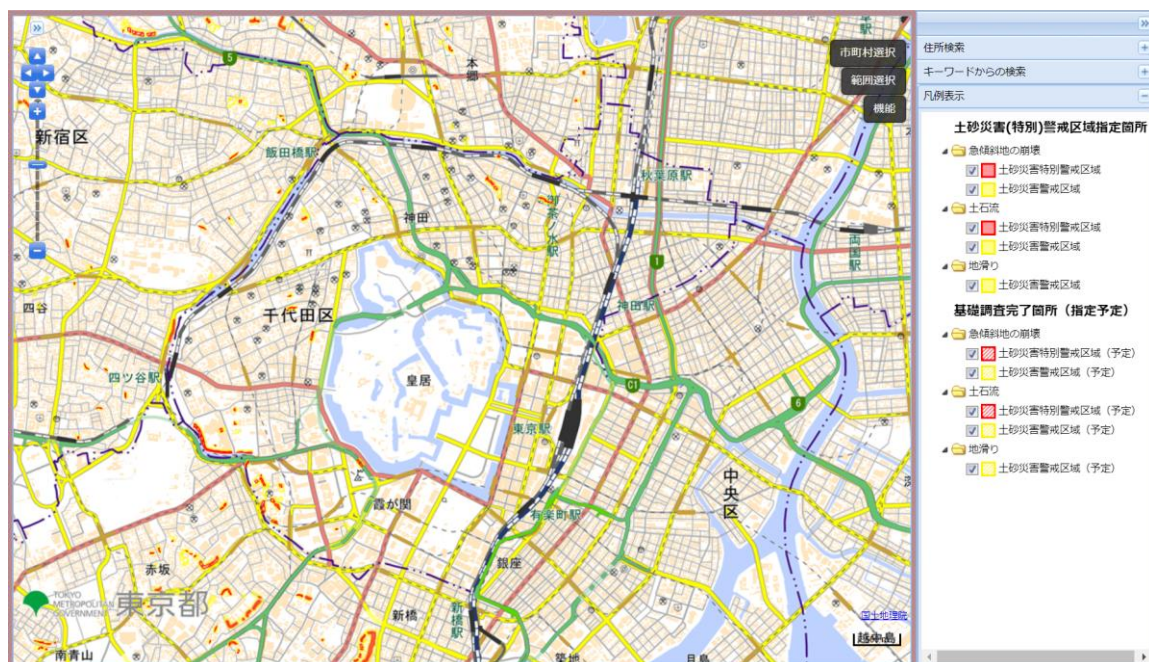 本郷
5
新宿区
飯田橋駅
秋葉原駅
御茶ノ水駅
神田
両国駅
1
四谷
千代田区
神田駅
四ツ谷駅
皇居
C1
6
東京駅
中央区
霞が関
有楽町駅
銀座
赤坂
TOKYO
METROPOLITAN
GOVERNMENT
東京都
新橋
新橋駅
国土地理院
越中島
南青山
築地
月島
市町村選択
範囲選択
機能
住所検索
キーワードからの検索
凡例表示
土砂災害(特別)警戒区域指定箇所
急傾斜地の崩壊
土砂災害特別警戒区域
土砂災害警戒区域
土石流
土砂災害特別警戒区域
土砂災害警戒区域
地滑り
土砂災害警戒区域
基礎調査完了箇所（指定予定）
急傾斜地の崩壊
土砂災害特別警戒区域（予定）
土砂災害警戒区域（予定）
土石流
土砂災害特別警戒区域（予定）
土砂災害警戒区域（予定）
地滑り
土砂災害警戒区域（予定）